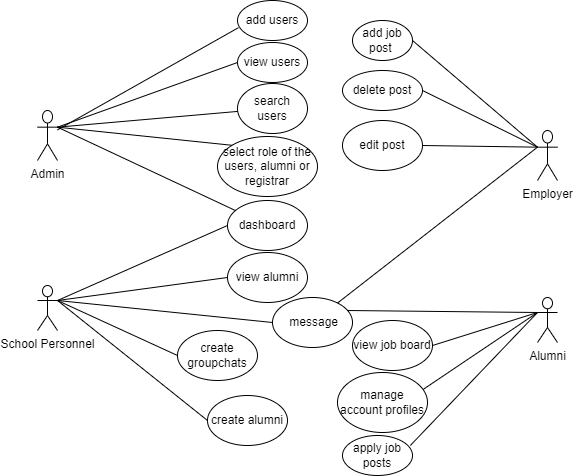 add users
add job
post
view users
delete post
search
users
edit post
select role of the
users, alumni or
registrar
Admin
Employer
dashboard
view alumni
message
School Personnel
Alumni
view job board
create
groupchats
manage
account profiles
create alumni
apply job
posts